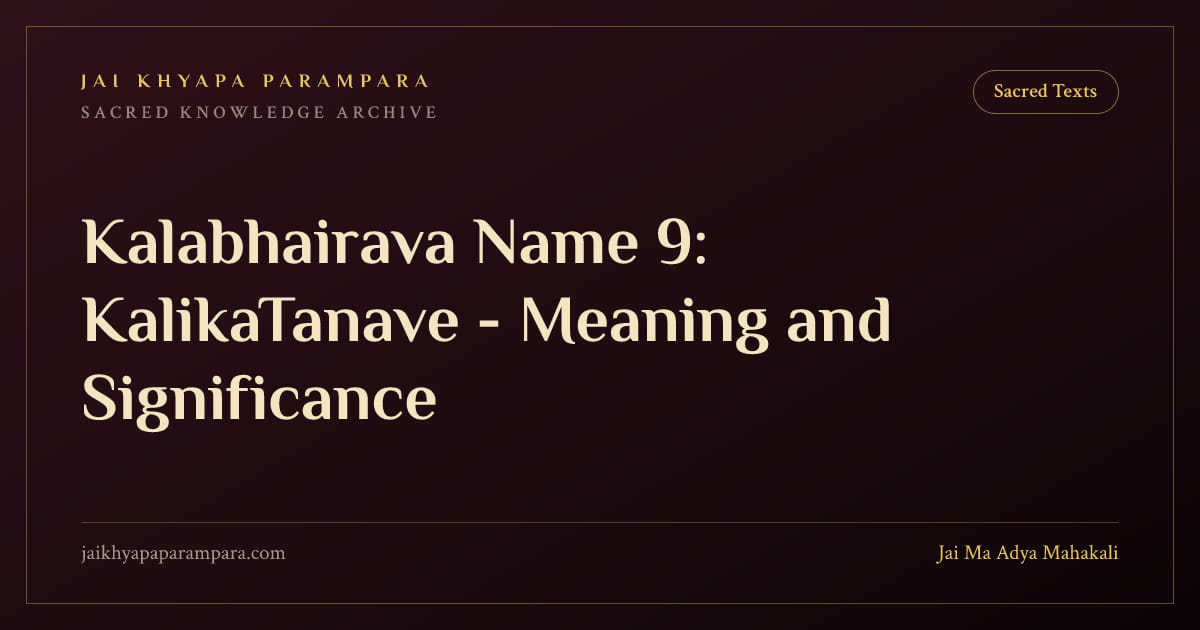 JAI KHYAPA PARAMPARA
SACRED KNOWLEDGE ARCHIVE
Sacred Texts
Kalabhairava Name 9:
KalikaTanave - Meaning and
Significance
jaikhyapaparampara.com
Jai Ma Adya Mahakali